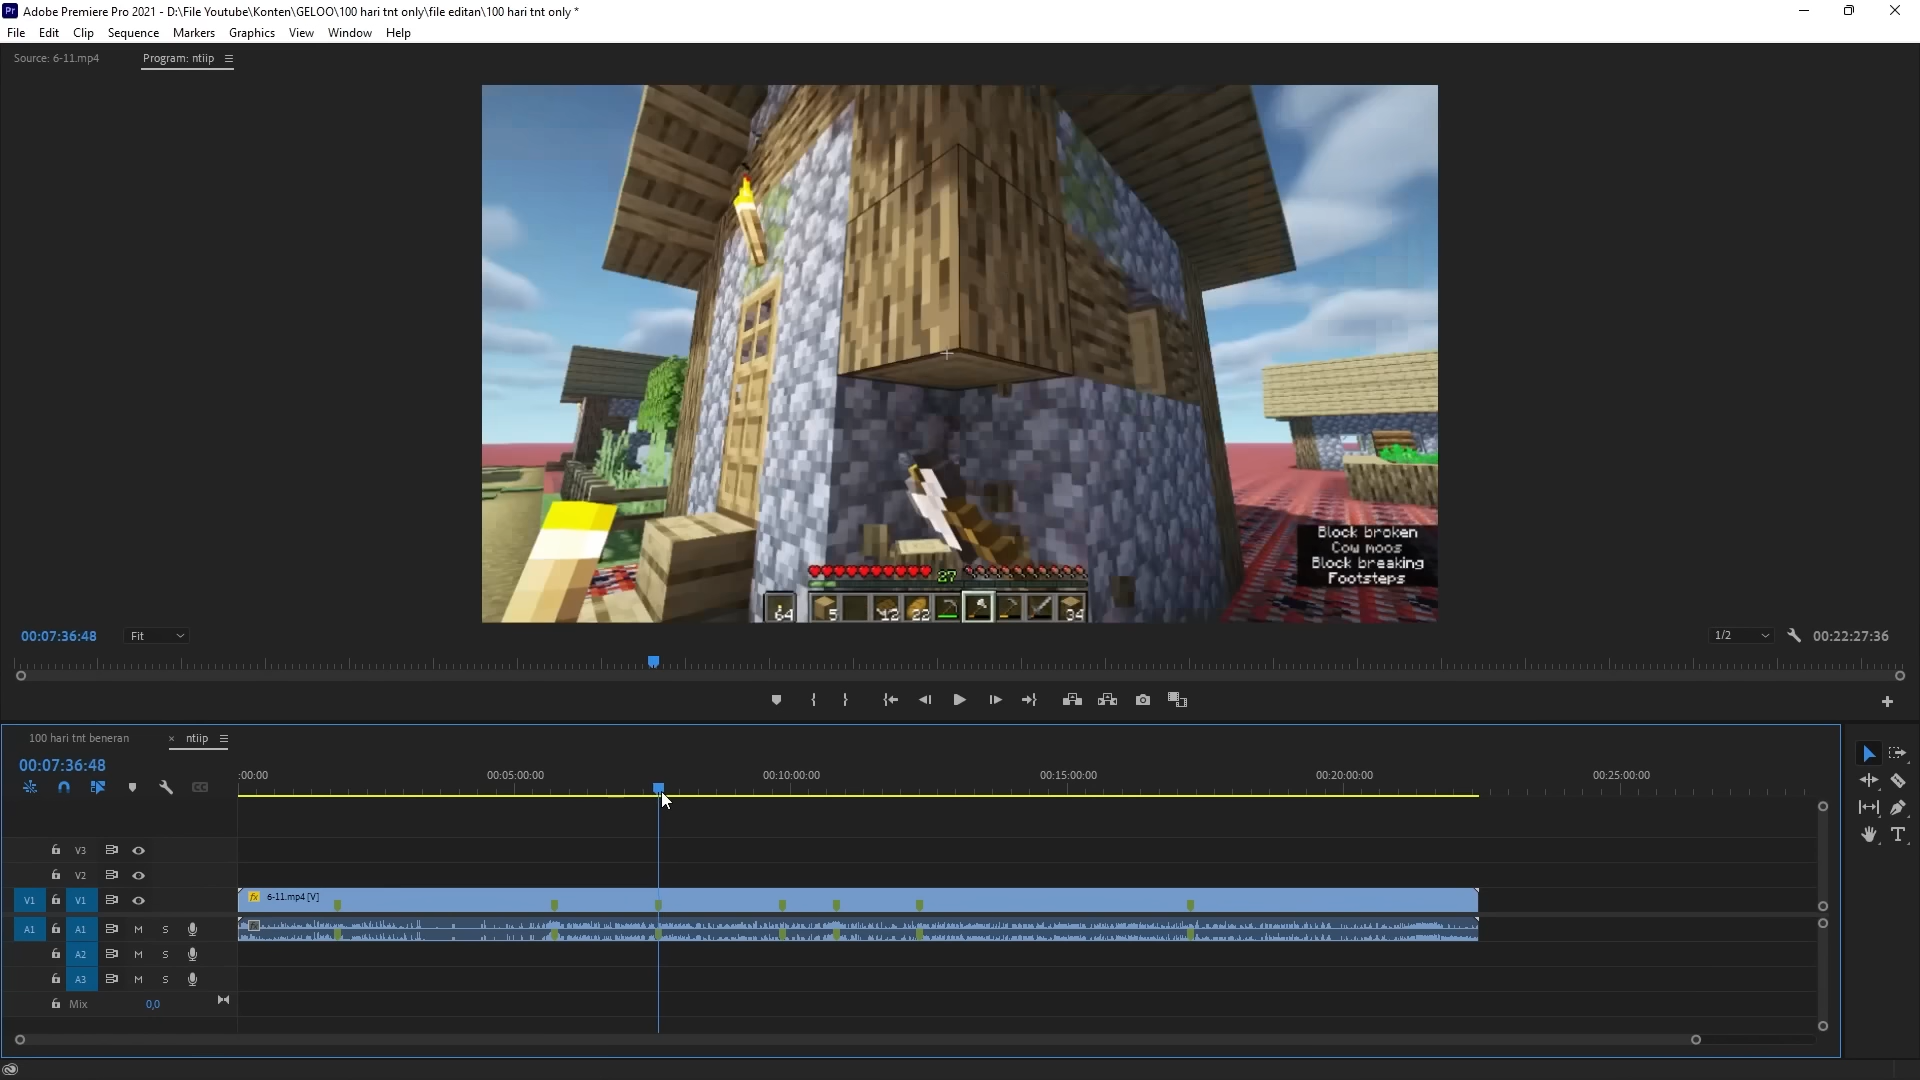 Pr Adobe Premiere Pro 2021 - D:\File Youtube\Konten\GELOO\100 hari tnt only\file editan\100 hari tnt only *
File Edit Clip Sequence Markers Graphics View Window Help
Source: 6-11.mp4 Program: ntiip
Block broken
Cow moos
Block breaking
Footsteps
27
64 5 12 22 34
00:07:36:48 Fit 1/2 00:22:27:36
100 hari tnt beneran × ntiip
00:07:36:48
:00:00 00:05:00:00 00:10:00:00 00:15:00:00 00:20:00:00 00:25:00:00
V3
V2
V1 V1 fx 6-11.mp4 [V]
A1 A1 M S
A2 M S
A3 M S
Mix 0,0